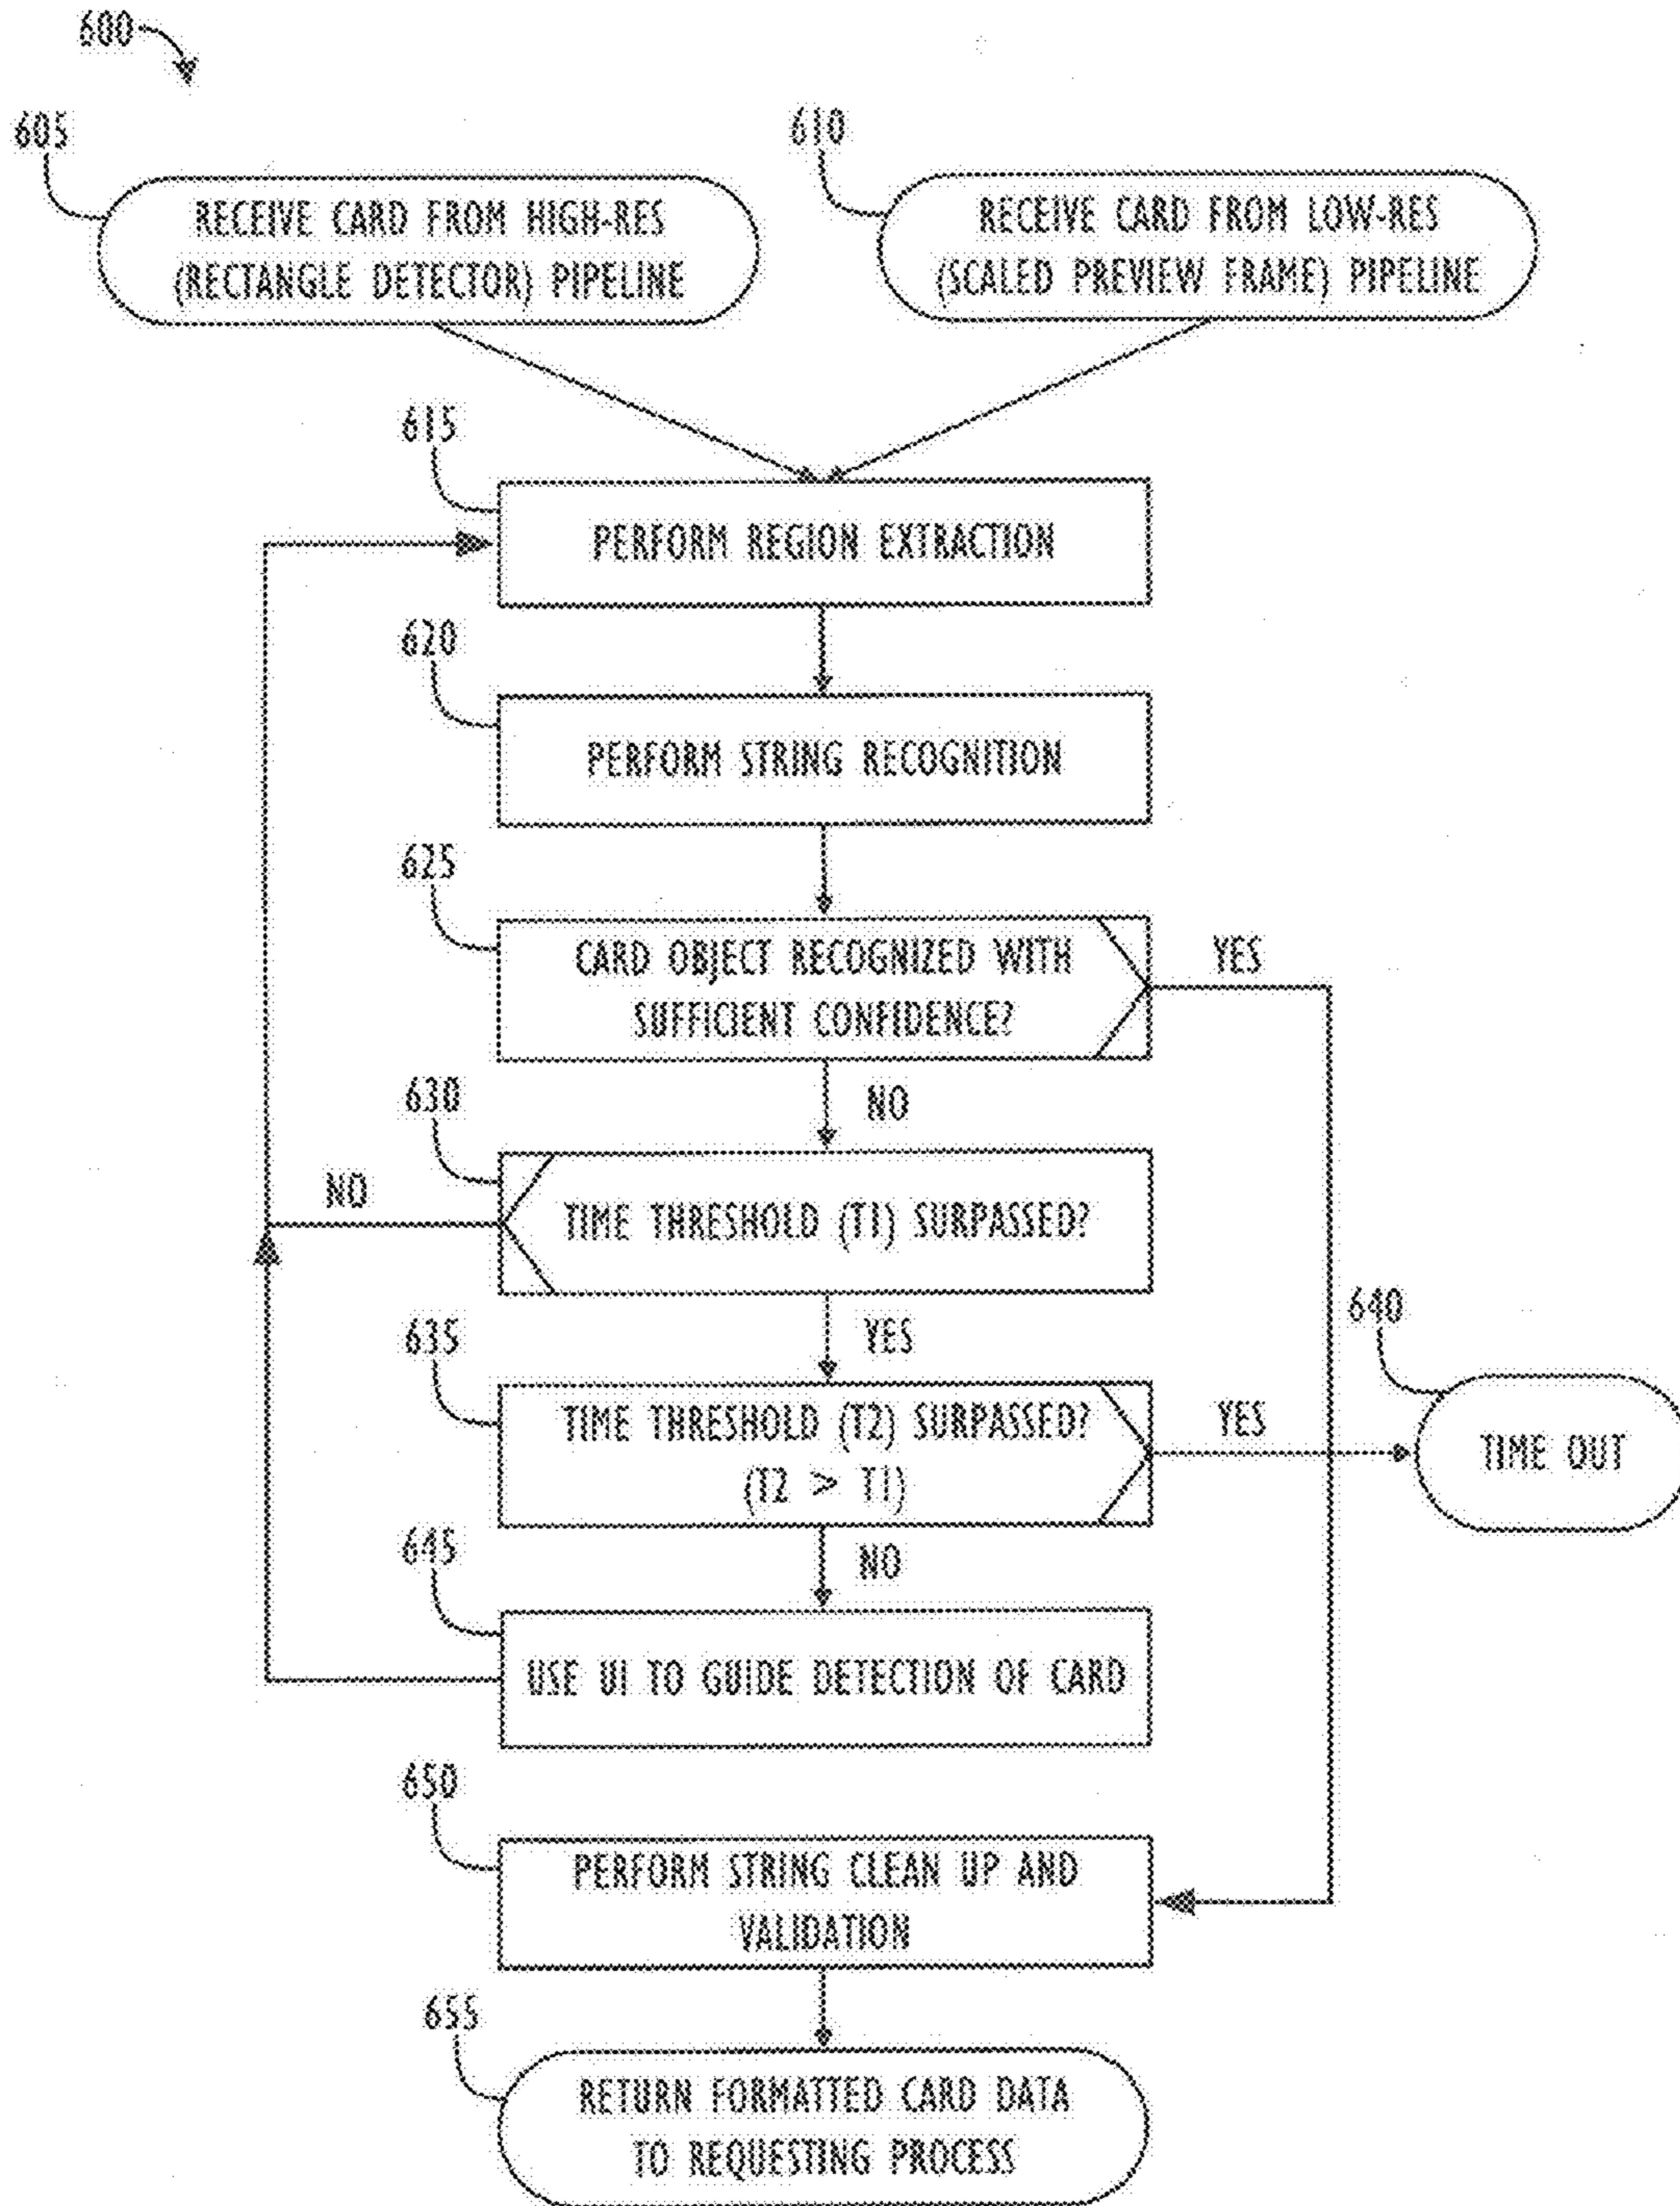 600
605
610
RECEIVE CARD FROM HIGH-RES
(RECTANGLE DETECTOR) PIPELINE
RECEIVE CARD FROM LOW-RES
(SCALED PREVIEW FRAME) PIPELINE
615
PERFORM REGION EXTRACTION
620
PERFORM STRING RECOGNITION
625
CARD OBJECT RECOGNIZED WITH
SUFFICIENT CONFIDENCE?
YES
NO
630
TIME THRESHOLD (T1) SURPASSED?
NO
YES
635
TIME THRESHOLD (T2) SURPASSED?
(T2 > T1)
YES
640
TIME OUT
NO
645
USE UI TO GUIDE DETECTION OF CARD
650
PERFORM STRING CLEAN UP AND
VALIDATION
655
RETURN FORMATTED CARD DATA
TO REQUESTING PROCESS